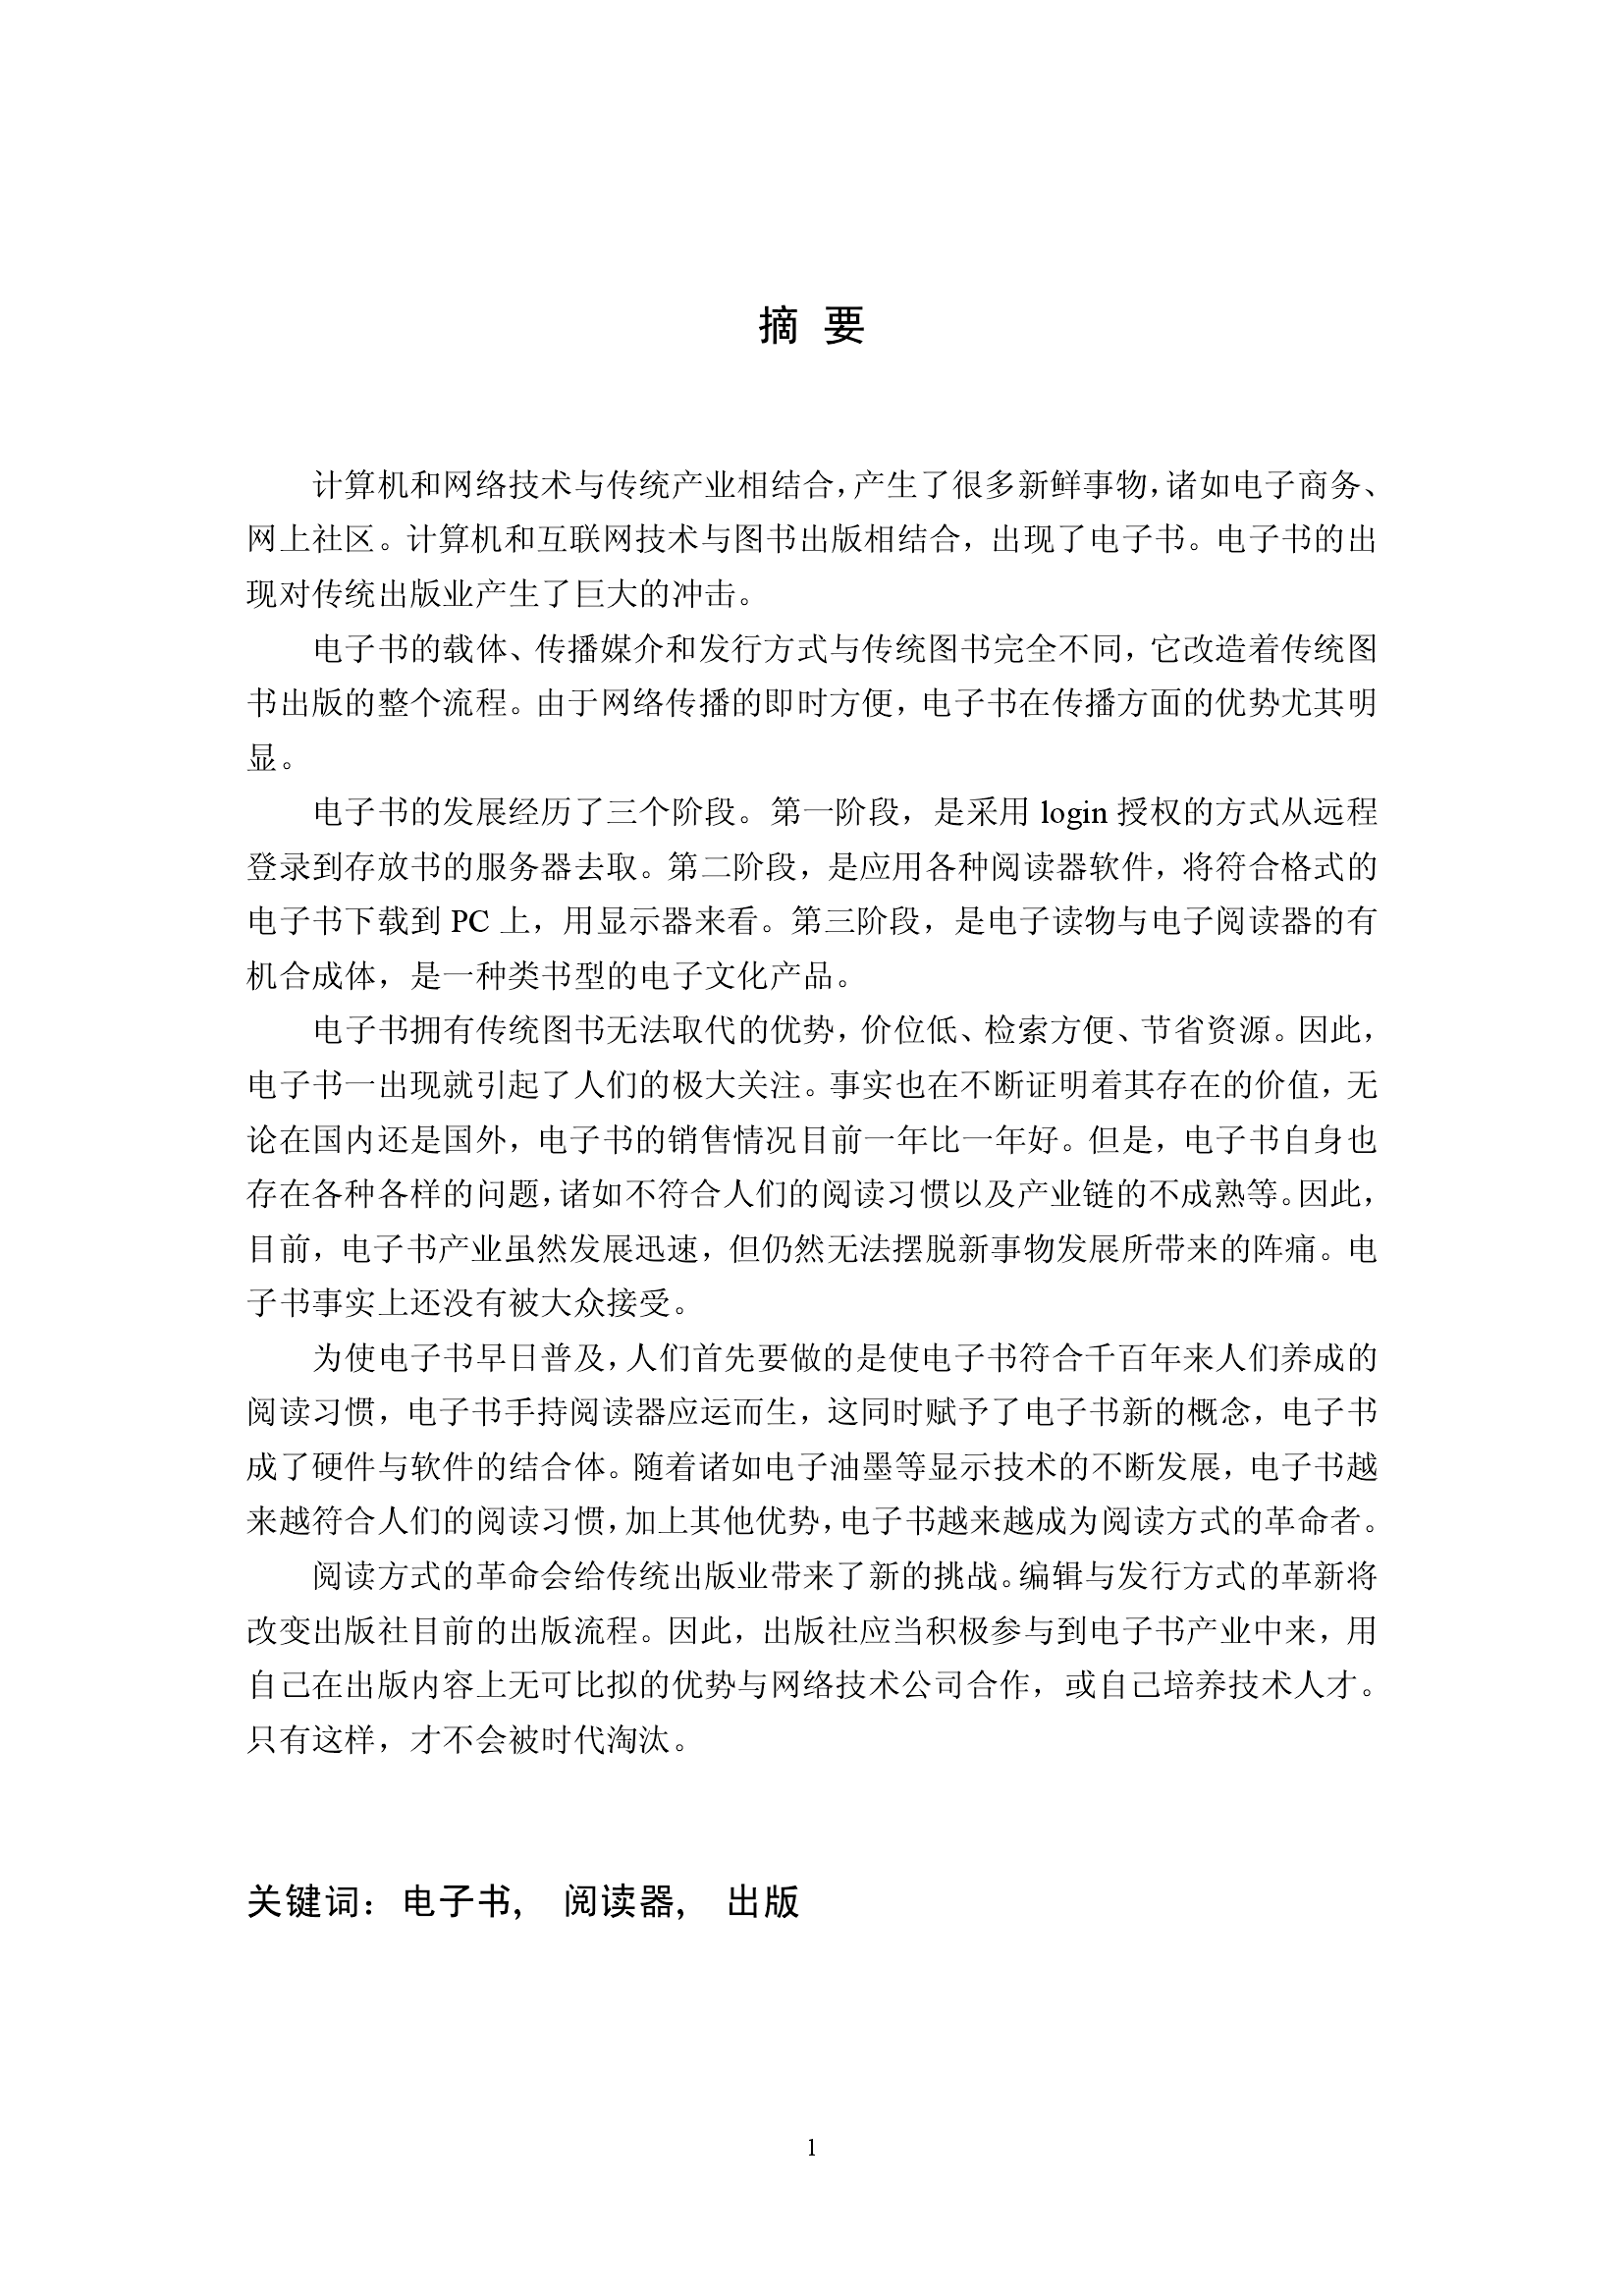 摘 要
计算机和网络技术与传统产业相结合，产生了很多新鲜事物，诸如电子商务、
网上社区。计算机和互联网技术与图书出版相结合，出现了电子书。电子书的出
现对传统出版业产生了巨大的冲击。
电子书的载体、传播媒介和发行方式与传统图书完全不同，它改造着传统图
书出版的整个流程。由于网络传播的即时方便，电子书在传播方面的优势尤其明
显。
电子书的发展经历了三个阶段。第一阶段，是采用 login 授权的方式从远程
登录到存放书的服务器去取。第二阶段，是应用各种阅读器软件，将符合格式的
电子书下载到 PC 上，用显示器来看。第三阶段，是电子读物与电子阅读器的有
机合成体，是一种类书型的电子文化产品。
电子书拥有传统图书无法取代的优势，价位低、检索方便、节省资源。因此，
电子书一出现就引起了人们的极大关注。事实也在不断证明着其存在的价值，无
论在国内还是国外，电子书的销售情况目前一年比一年好。但是，电子书自身也
存在各种各样的问题，诸如不符合人们的阅读习惯以及产业链的不成熟等。因此，
目前，电子书产业虽然发展迅速，但仍然无法摆脱新事物发展所带来的阵痛。电
子书事实上还没有被大众接受。
为使电子书早日普及，人们首先要做的是使电子书符合千百年来人们养成的
阅读习惯，电子书手持阅读器应运而生，这同时赋予了电子书新的概念，电子书
成了硬件与软件的结合体。随着诸如电子油墨等显示技术的不断发展，电子书越
来越符合人们的阅读习惯，加上其他优势，电子书越来越成为阅读方式的革命者。
阅读方式的革命会给传统出版业带来了新的挑战。编辑与发行方式的革新将
改变出版社目前的出版流程。因此，出版社应当积极参与到电子书产业中来，用
自己在出版内容上无可比拟的优势与网络技术公司合作，或自己培养技术人才。
只有这样，才不会被时代淘汰。
关键词：电子书， 阅读器， 出版
1